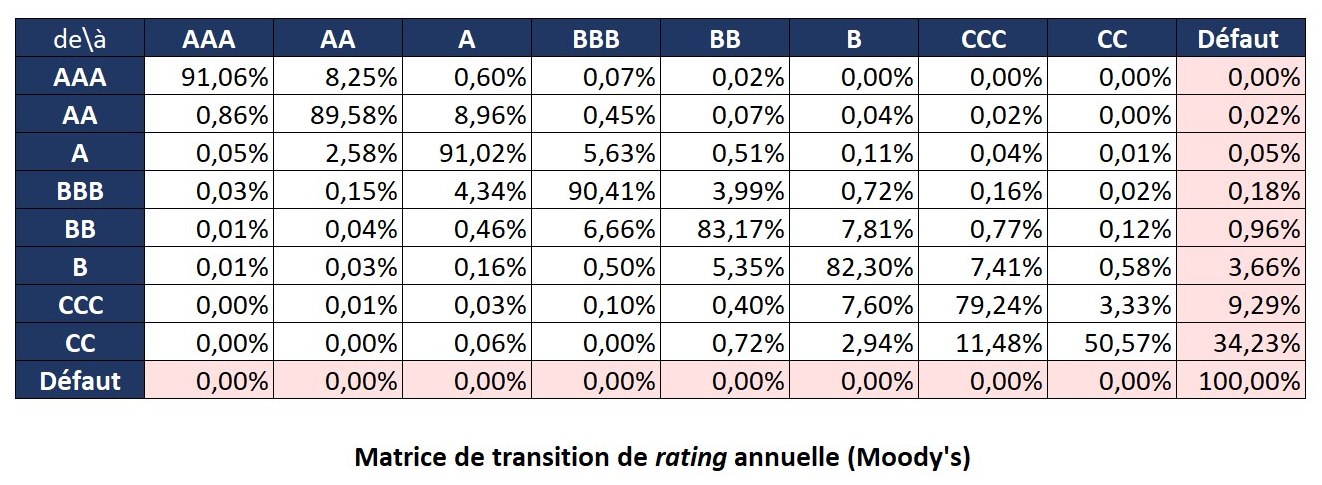 de\à AAA AA A BBB BB B CCC CC Défaut
AAA 91,06% 8,25% 0,60% 0,07% 0,02% 0,00% 0,00% 0,00% 0,00%
AA 0,86% 89,58% 8,96% 0,45% 0,07% 0,04% 0,02% 0,00% 0,02%
A 0,05% 2,58% 91,02% 5,63% 0,51% 0,11% 0,04% 0,01% 0,05%
BBB 0,03% 0,15% 4,34% 90,41% 3,99% 0,72% 0,16% 0,02% 0,18%
BB 0,01% 0,04% 0,46% 6,66% 83,17% 7,81% 0,77% 0,12% 0,96%
B 0,01% 0,03% 0,16% 0,50% 5,35% 82,30% 7,41% 0,58% 3,66%
CCC 0,00% 0,01% 0,03% 0,10% 0,40% 7,60% 79,24% 3,33% 9,29%
CC 0,00% 0,00% 0,06% 0,00% 0,72% 2,94% 11,48% 50,57% 34,23%
Défaut 0,00% 0,00% 0,00% 0,00% 0,00% 0,00% 0,00% 0,00% 100,00%
Matrice de transition de rating annuelle (Moody's)